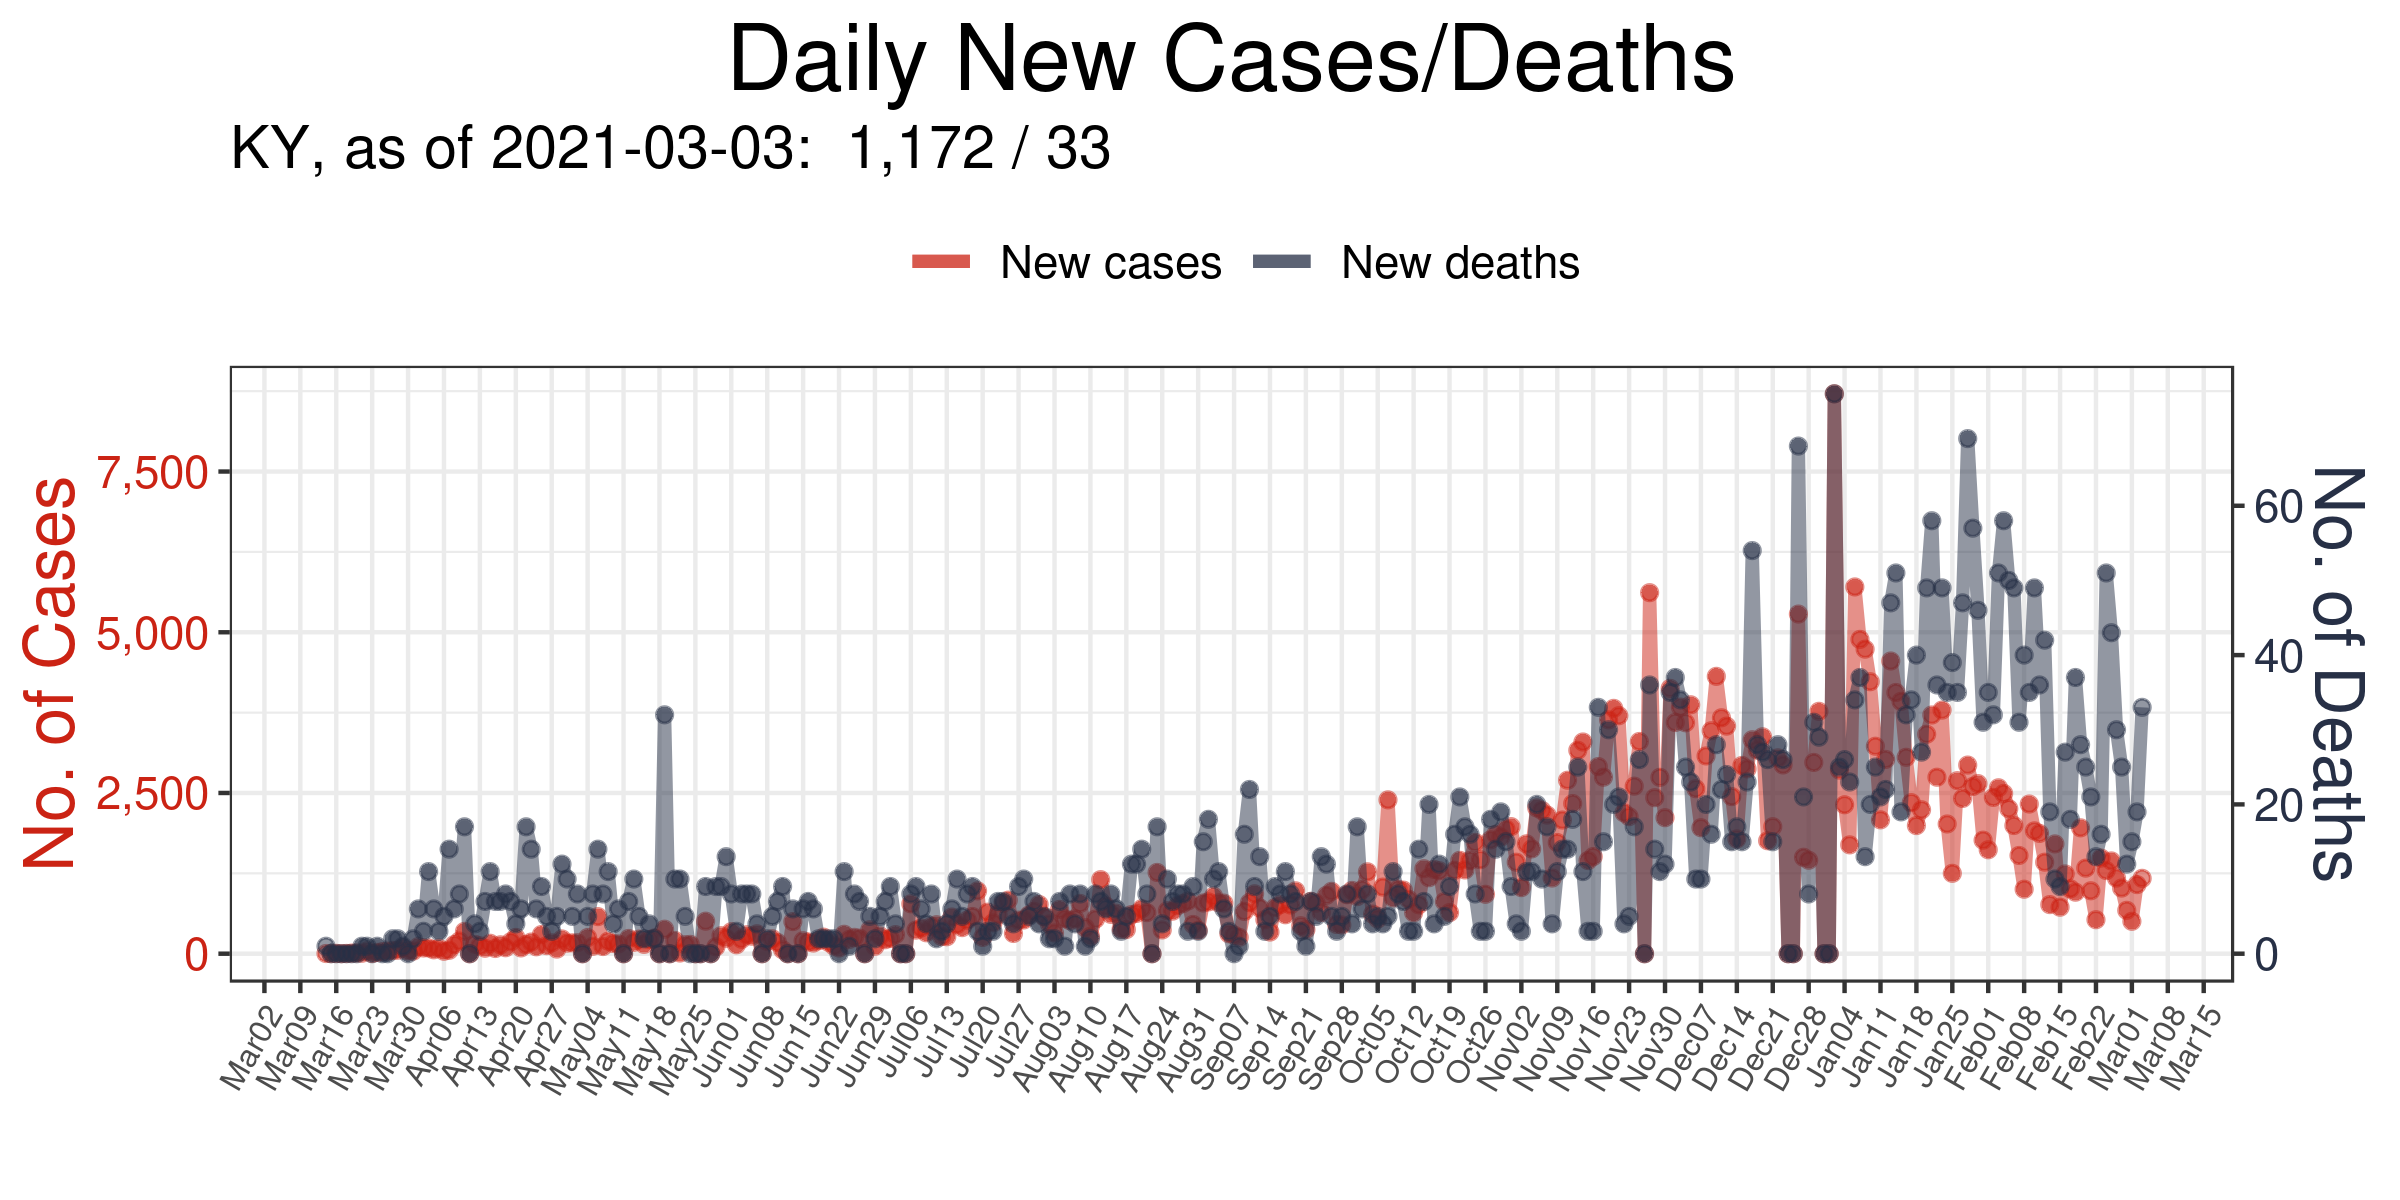 Daily New Cases/Deaths
KY, as of 2021-03-03:  1,172 / 33
New cases
New deaths
No. of Cases
7,500
5,000
2,500
0
60
40
20
0
No. of Deaths
Mar02
Mar09
Mar16
Mar23
Mar30
Apr06
Apr13
Apr20
Apr27
May04
May11
May18
May25
Jun01
Jun08
Jun15
Jun22
Jun29
Jul06
Jul13
Jul20
Jul27
Aug03
Aug10
Aug17
Aug24
Aug31
Sep07
Sep14
Sep21
Sep28
Oct05
Oct12
Oct19
Oct26
Nov02
Nov09
Nov16
Nov23
Nov30
Dec07
Dec14
Dec21
Dec28
Jan04
Jan11
Jan18
Jan25
Feb01
Feb08
Feb15
Feb22
Mar01
Mar08
Mar15